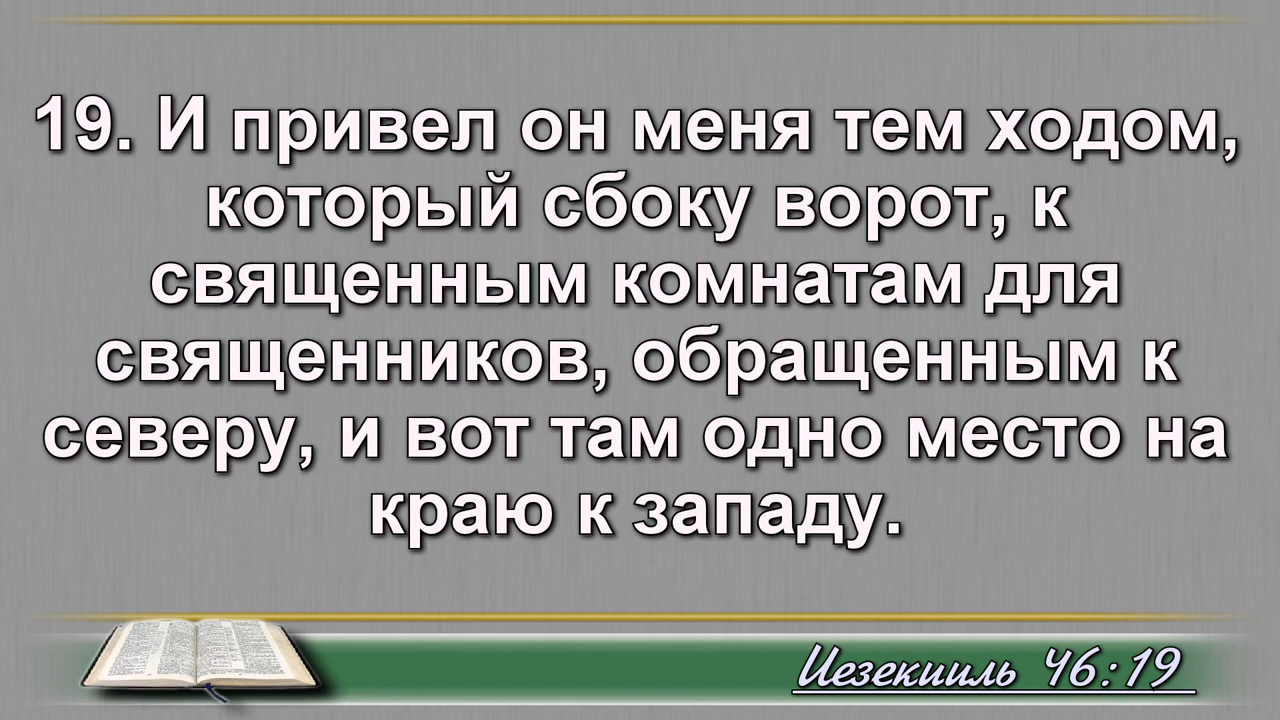 19. И привел он меня тем ходом,
который сбоку ворот, к
священным комнатам для
священников, обращенным к
северу, и вот там одно место на
краю к западу.
Иезекииль 46:19